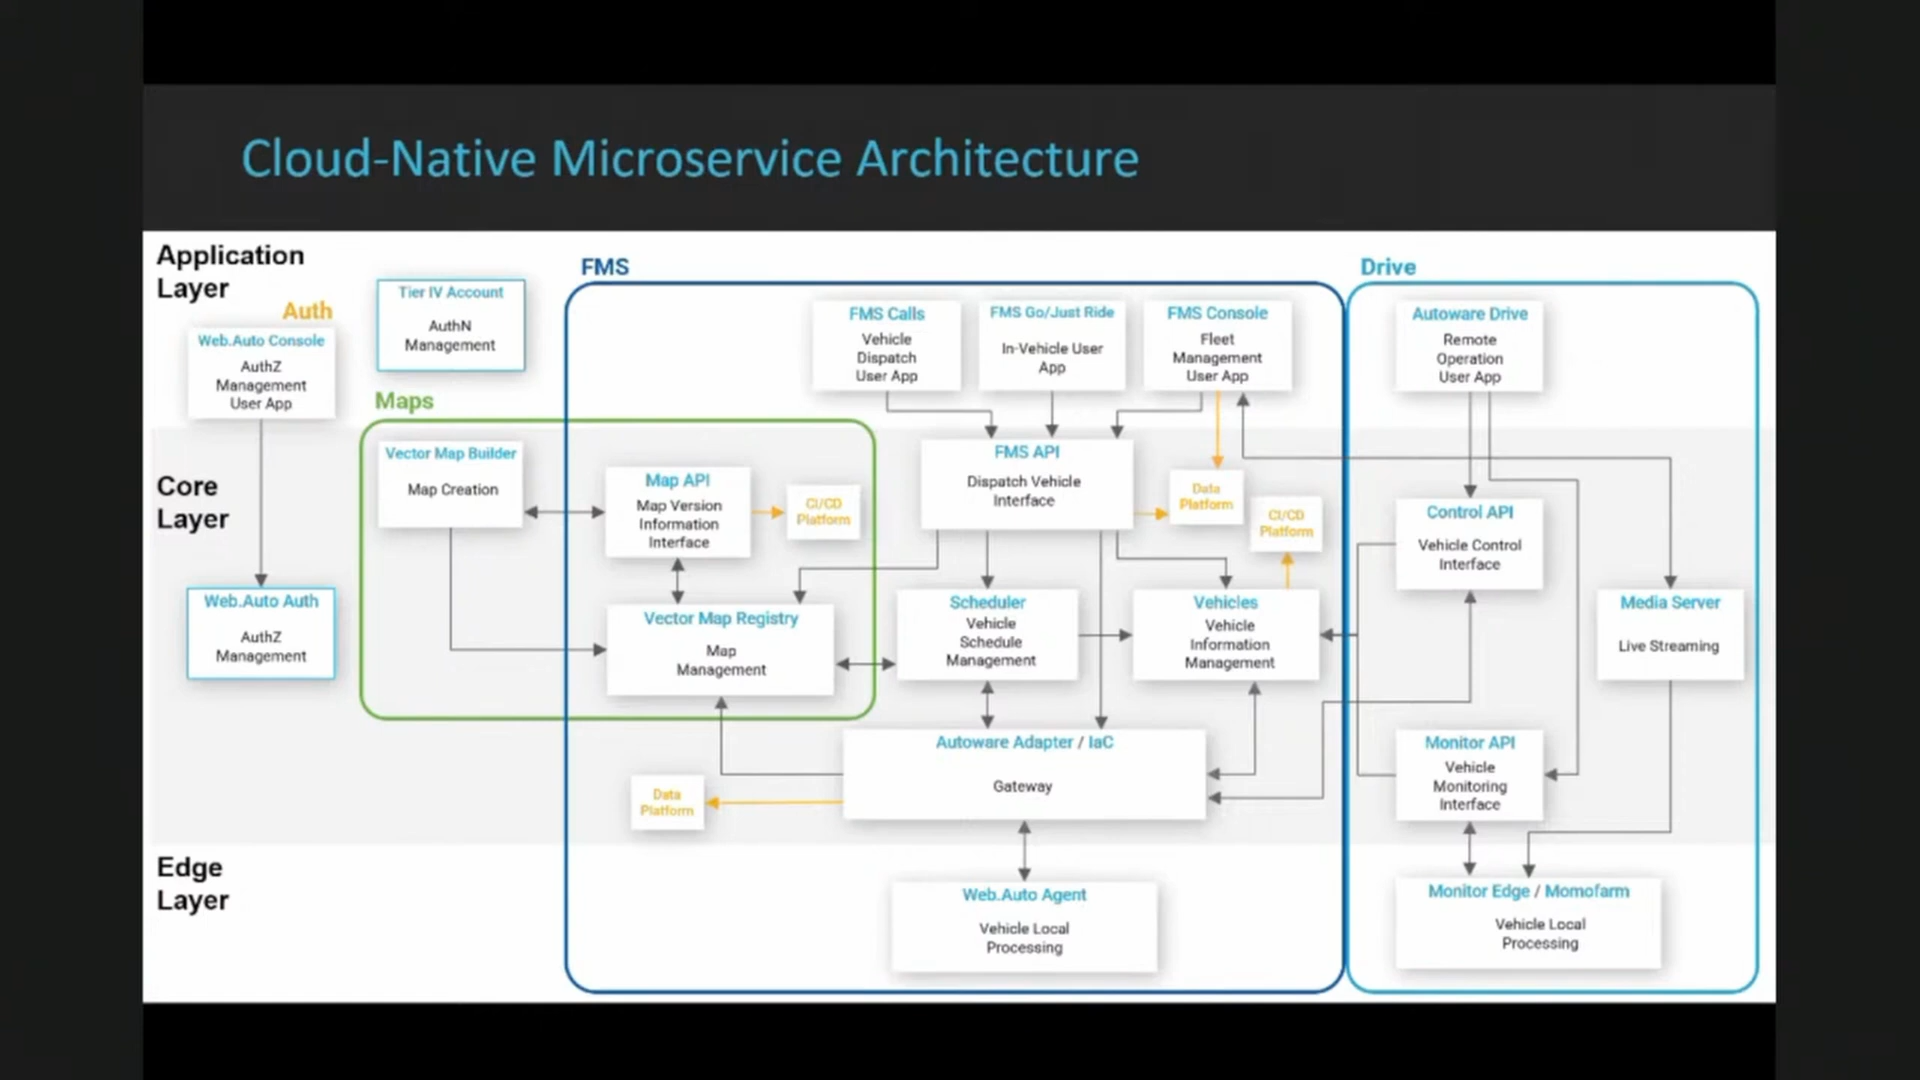 Cloud-Native Microservice Architecture
Application
Layer
Auth
Web.Auto Console
AuthZ
Management
User App
Tier IV Account
AuthN
Management
FMS
FMS Calls
Vehicle
Dispatch
User App
FMS Go/Just Ride
In-Vehicle User
App
FMS Console
Fleet
Management
User App
Drive
Autoware Drive
Remote
Operation
User App
Maps
Core
Layer
Vector Map Builder
Map Creation
Map API
Map Version
Information
Interface
CI/CD
Platform
FMS API
Dispatch Vehicle
Interface
Data
Platform
CI/CD
Platform
Control API
Vehicle Control
Interface
Web.Auto Auth
AuthZ
Management
Vector Map Registry
Map
Management
Scheduler
Vehicle
Schedule
Management
Vehicles
Vehicle
Information
Management
Media Server
Live Streaming
Data
Platform
Autoware Adapter / IaC
Gateway
Monitor API
Vehicle
Monitoring
Interface
Edge
Layer
Web.Auto Agent
Vehicle Local
Processing
Monitor Edge / Momofarm
Vehicle Local
Processing